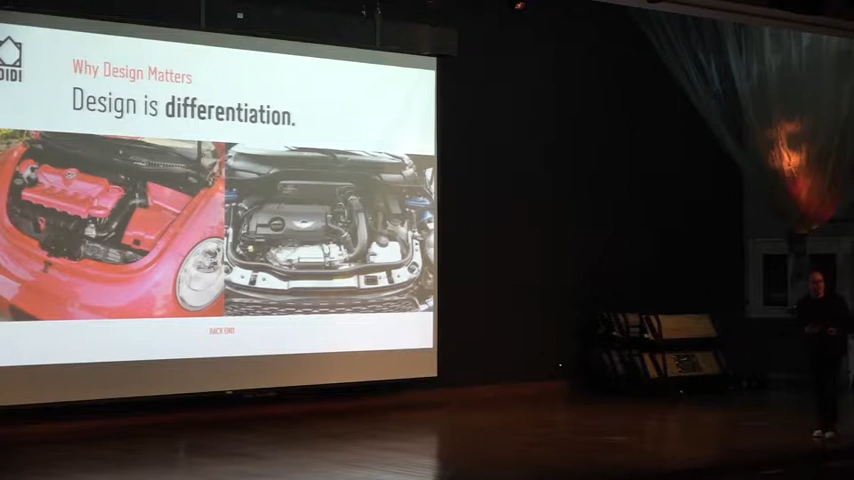 DIDI
Why Design Matters
Design is differentiation.
BACK END